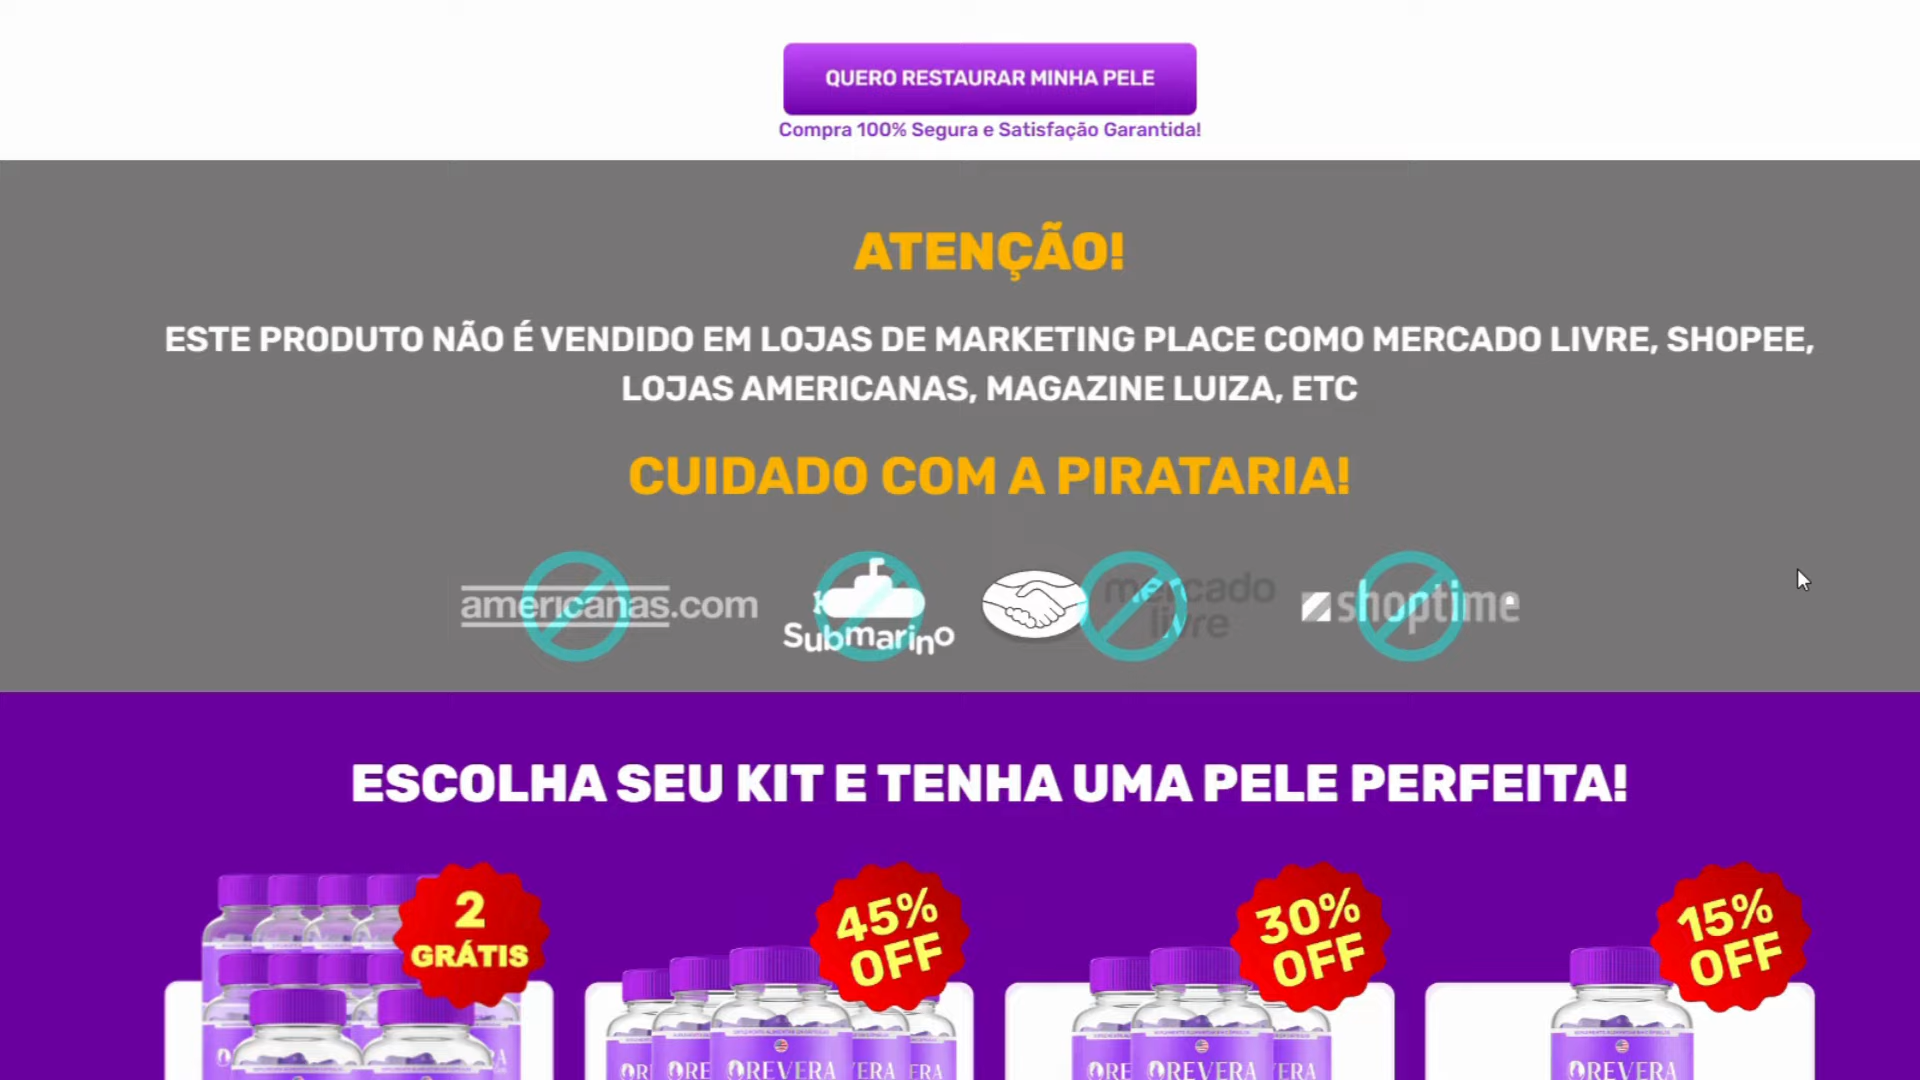 QUERO RESTAURAR MINHA PELE
Compra 100% Segura e Satisfação Garantida!
ATENÇÃO!
ESTE PRODUTO NÃO É VENDIDO EM LOJAS DE MARKETING PLACE COMO MERCADO LIVRE, SHOPEE,
LOJAS AMERICANAS, MAGAZINE LUIZA, ETC
CUIDADO COM A PIRATARIA!
americanas.com
Submarino
mercado
livre
shoptime
ESCOLHA SEU KIT E TENHA UMA PELE PERFEITA!
2
GRÁTIS
45%
OFF
30%
OFF
15%
OFF
OREVERA
OREVERA
OREVERA